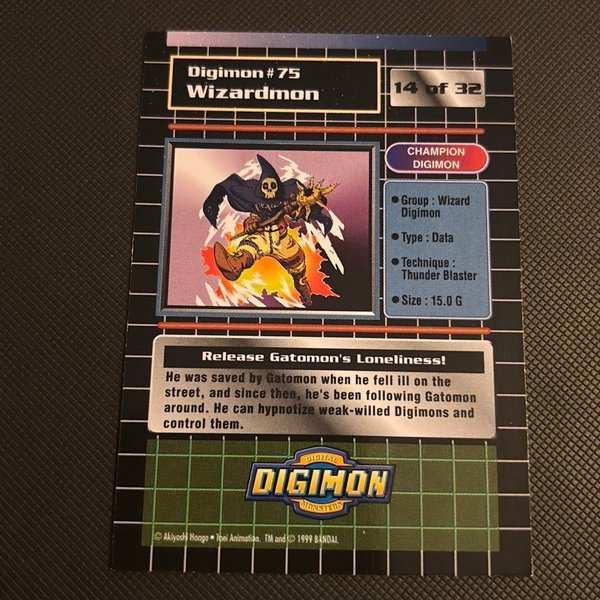 Digimon #75
Wizardmon
14 of 32
CHAMPION
DIGIMON
• Group : Wizard
Digimon
• Type : Data
• Technique :
Thunder Blaster
• Size : 15.0 G
Release Gatomon's Loneliness!
He was saved by Gatomon when he fell ill on the
street, and since then, he's been following Gatomon
around. He can hypnotize weak-willed Digimons and
control them.
DIGITAL
DIGIMON
MONSTERS
© Akiyoshi Hongo • Toei Animation. TM and © 1999 BANDAI.